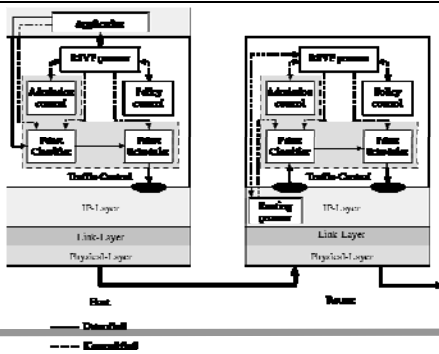 Application
RSVP process
RSVP process
Admission control
Policy control
Admission control
Policy control
Packet Classifier
Packet Scheduler
Packet Classifier
Packet Scheduler
Traffic-Control
Traffic-Control
IP-Layer
Routing process
IP-Layer
Link-Layer
Link-Layer
Physical-Layer
Physical-Layer
Host
Router